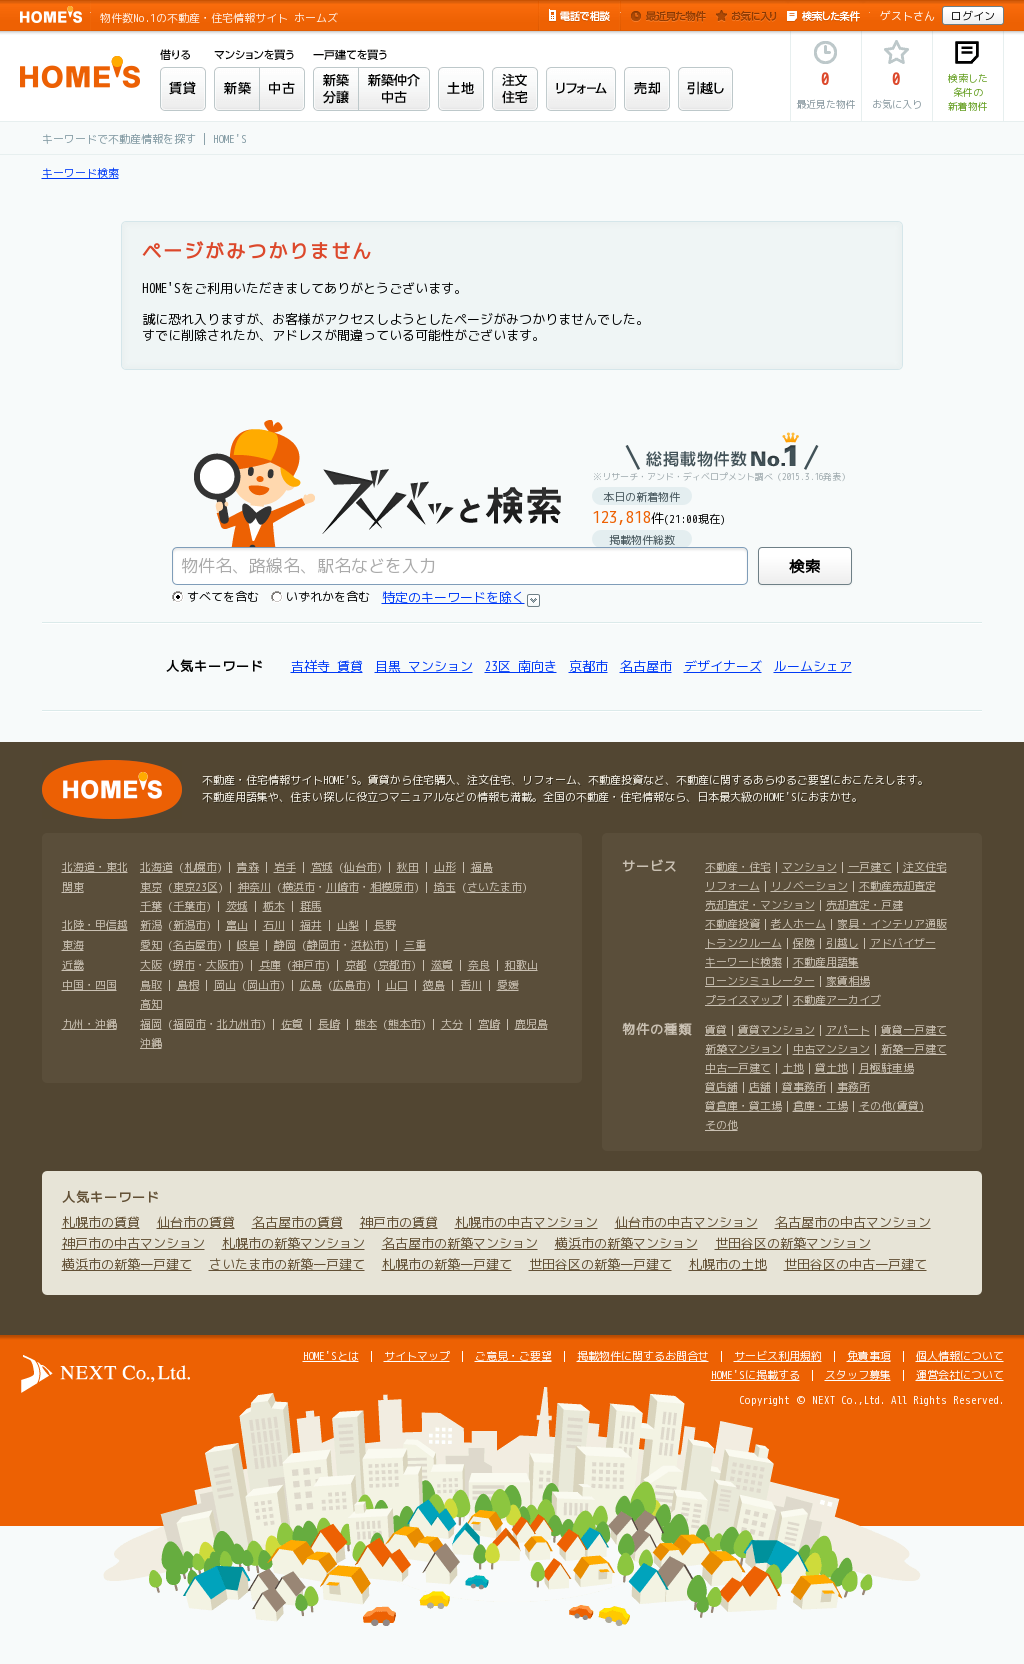 HOME'S 物件数No.1の不動産・住宅情報サイト ホームズ 電話で相談 最近見た物件 お気に入り 検索した条件 ゲストさん ログイン
HOME'S
借りる マンションを買う 一戸建てを買う
賃貸 新築 中古 新築分譲 新築仲介中古 土地 注文住宅 リフォーム 売却 引越し
0 最近見た物件
0 お気に入り
検索した
条件の
新着物件
キーワードで不動産情報を探す | HOME'S
キーワード検索
ページがみつかりません
HOME'Sをご利用いただきましてありがとうございます。
誠に恐れ入りますが、お客様がアクセスしようとしたページがみつかりませんでした。
すでに削除されたか、アドレスが間違っている可能性がございます。
ズバッと検索
総掲載物件数No.1
※リサーチ・アンド・ディベロプメント調べ (2015.3.16発表)
本日の新着物件
123,818件(21:00現在)
掲載物件総数
物件名、路線名、駅名などを入力 検索
すべてを含む いずれかを含む 特定のキーワードを除く
人気キーワード 吉祥寺 賃貸 目黒 マンション 23区 南向き 京都市 名古屋市 デザイナーズ ルームシェア
HOME'S
不動産・住宅情報サイトHOME'S。賃貸から住宅購入、注文住宅、リフォーム、不動産投資など、不動産に関するあらゆるご要望におこたえします。
不動産用語集や、住まい探しに役立つマニュアルなどの情報も満載。全国の不動産・住宅情報なら、日本最大級のHOME'Sにおまかせ。
北海道・東北 北海道 (札幌市) | 青森 | 岩手 | 宮城 (仙台市) | 秋田 | 山形 | 福島
関東 東京 (東京23区) | 神奈川 (横浜市・川崎市・相模原市) | 埼玉 (さいたま市)
千葉 (千葉市) | 茨城 | 栃木 | 群馬
北陸・甲信越 新潟 (新潟市) | 富山 | 石川 | 福井 | 山梨 | 長野
東海 愛知 (名古屋市) | 岐阜 | 静岡 (静岡市・浜松市) | 三重
近畿 大阪 (堺市・大阪市) | 兵庫 (神戸市) | 京都 (京都市) | 滋賀 | 奈良 | 和歌山
中国・四国 鳥取 | 島根 | 岡山 (岡山市) | 広島 (広島市) | 山口 | 徳島 | 香川 | 愛媛
高知
九州・沖縄 福岡 (福岡市・北九州市) | 佐賀 | 長崎 | 熊本 (熊本市) | 大分 | 宮崎 | 鹿児島
沖縄
サービス 不動産・住宅 | マンション | 一戸建て | 注文住宅
リフォーム | リノベーション | 不動産売却査定
売却査定・マンション | 売却査定・戸建
不動産投資 | 老人ホーム | 家具・インテリア通販
トランクルーム | 保険 | 引越し | アドバイザー
キーワード検索 | 不動産用語集
ローンシミュレーター | 家賃相場
プライスマップ | 不動産アーカイブ
物件の種類 賃貸 | 賃貸マンション | アパート | 賃貸一戸建て
新築マンション | 中古マンション | 新築一戸建て
中古一戸建て | 土地 | 貸土地 | 月極駐車場
貸店舗 | 店舗 | 貸事務所 | 事務所
貸倉庫・貸工場 | 倉庫・工場 | その他(賃貸)
その他
人気キーワード
札幌市の賃貸 仙台市の賃貸 名古屋市の賃貸 神戸市の賃貸 札幌市の中古マンション 仙台市の中古マンション 名古屋市の中古マンション
神戸市の中古マンション 札幌市の新築マンション 名古屋市の新築マンション 横浜市の新築マンション 世田谷区の新築マンション
横浜市の新築一戸建て さいたま市の新築一戸建て 札幌市の新築一戸建て 世田谷区の新築一戸建て 札幌市の土地 世田谷区の中古一戸建て
NEXT Co.,Ltd.
HOME'Sとは | サイトマップ | ご意見・ご要望 | 掲載物件に関するお問合せ | サービス利用規約 | 免責事項 | 個人情報について
HOME'Sに掲載する | スタッフ募集 | 運営会社について
Copyright © NEXT Co.,Ltd. All Rights Reserved.